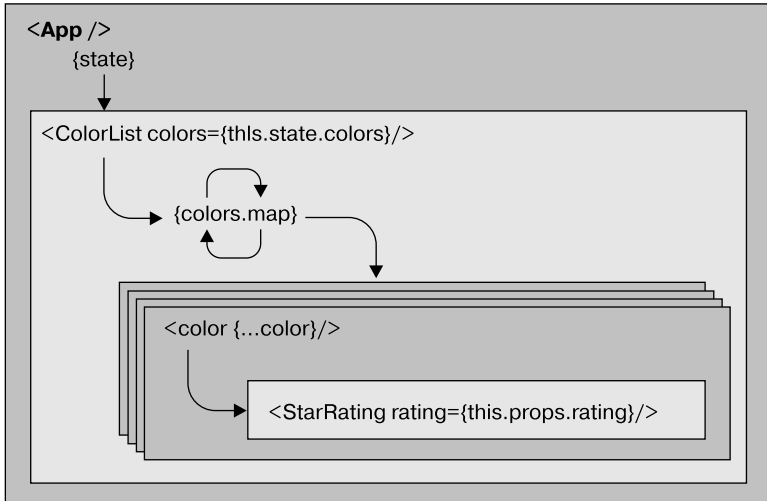 <App />
{state}
<ColorList colors={thls.state.colors}/>
{colors.map}
<color {...color}/>
<StarRating rating={this.props.rating}/>